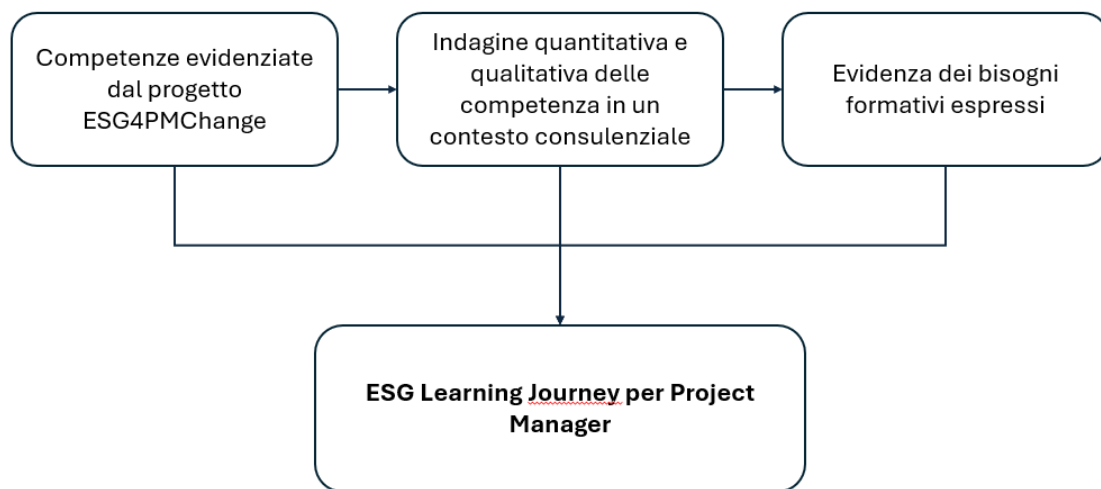 Competenze evidenziate
dal progetto
ESG4PMChange
Indagine quantitativa e
qualitativa delle
competenza in un
contesto consulenziale
Evidenza dei bisogni
formativi espressi
ESG Learning Journey per Project
Manager